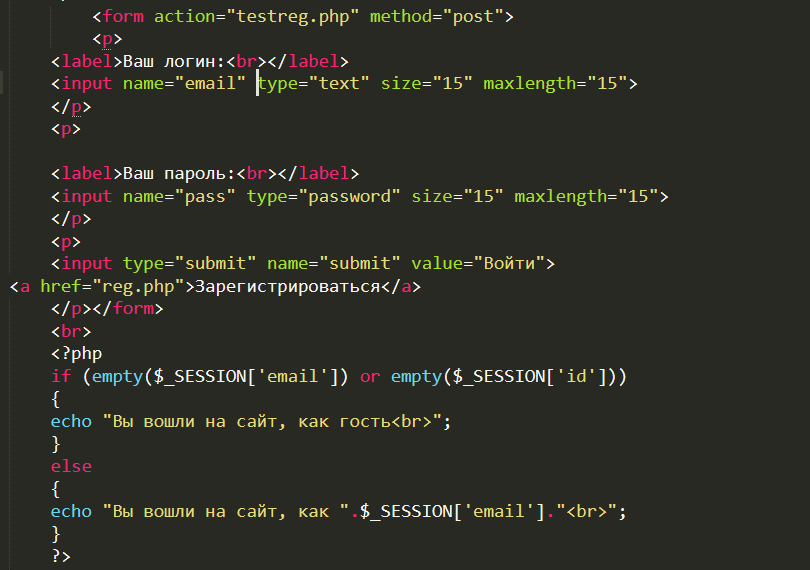 <form action="testreg.php" method="post">
<p>
<label>Ваш логин:<br></label>
<input name="email" type="text" size="15" maxlength="15">
</p>
<p>
<label>Ваш пароль:<br></label>
<input name="pass" type="password" size="15" maxlength="15">
</p>
<p>
<input type="submit" name="submit" value="Войти">
<a href="reg.php">Зарегистрироваться</a>
</p></form>
<br>
<?php
if (empty($_SESSION['email']) or empty($_SESSION['id']))
{
echo "Вы вошли на сайт, как гость<br>";
}
else
{
echo "Вы вошли на сайт, как ".$_SESSION['email']."<br>";
}
?>